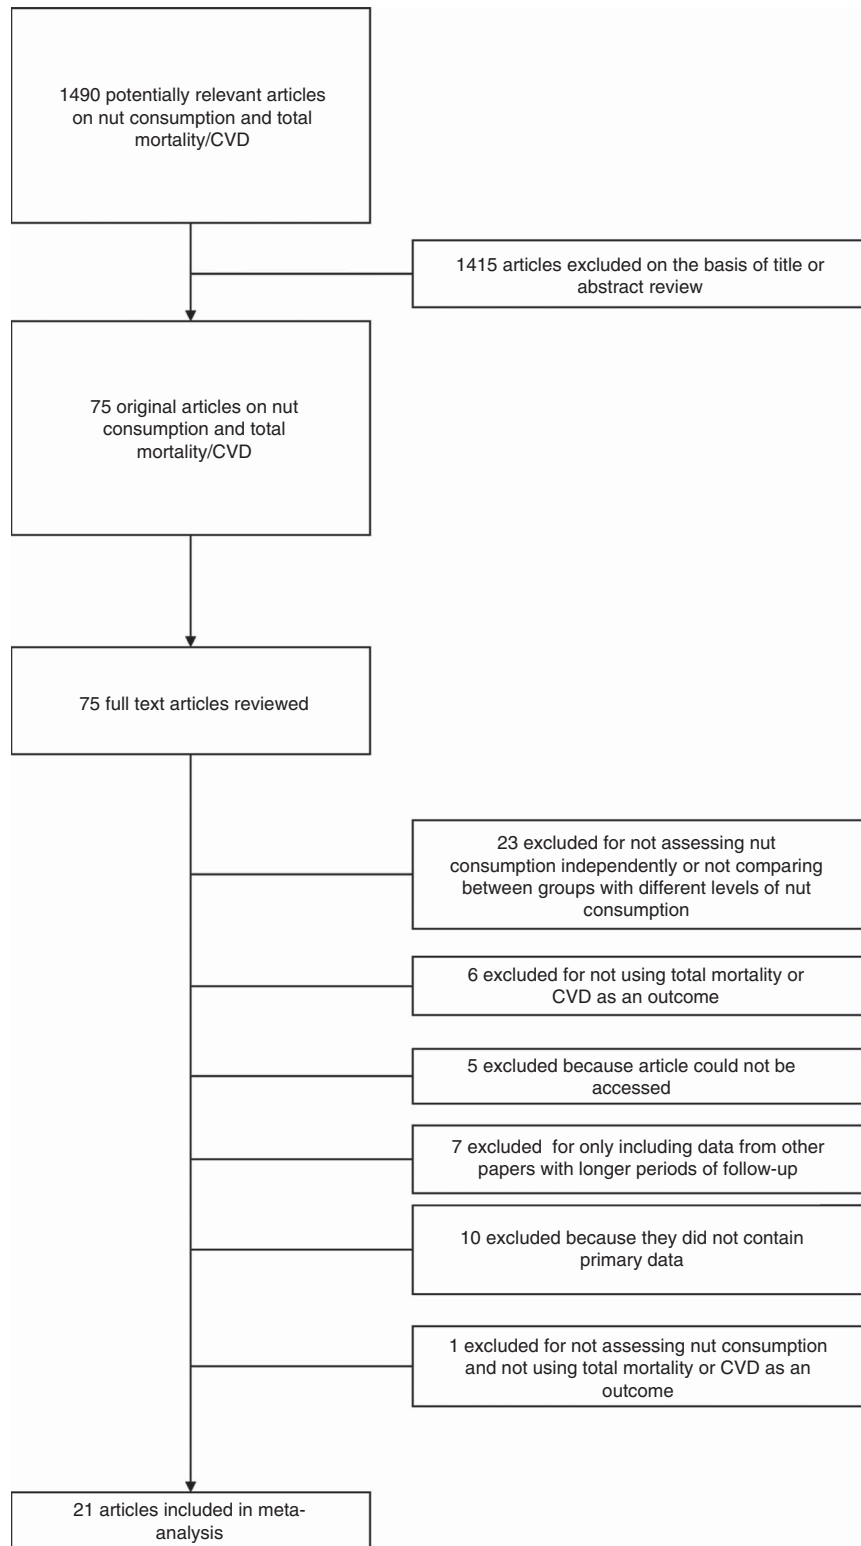 1490 potentially relevant articles
on nut consumption and total
mortality/CVD
1415 articles excluded on the basis of title or
abstract review
75 original articles on nut
consumption and total
mortality/CVD
75 full text articles reviewed
23 excluded for not assessing nut
consumption independently or not comparing
between groups with different levels of nut
consumption
6 excluded for not using total mortality or
CVD as an outcome
5 excluded because article could not be
accessed
7 excluded for only including data from other
papers with longer periods of follow-up
10 excluded because they did not contain
primary data
1 excluded for not assessing nut consumption
and not using total mortality or CVD as an
outcome
21 articles included in meta-
analysis